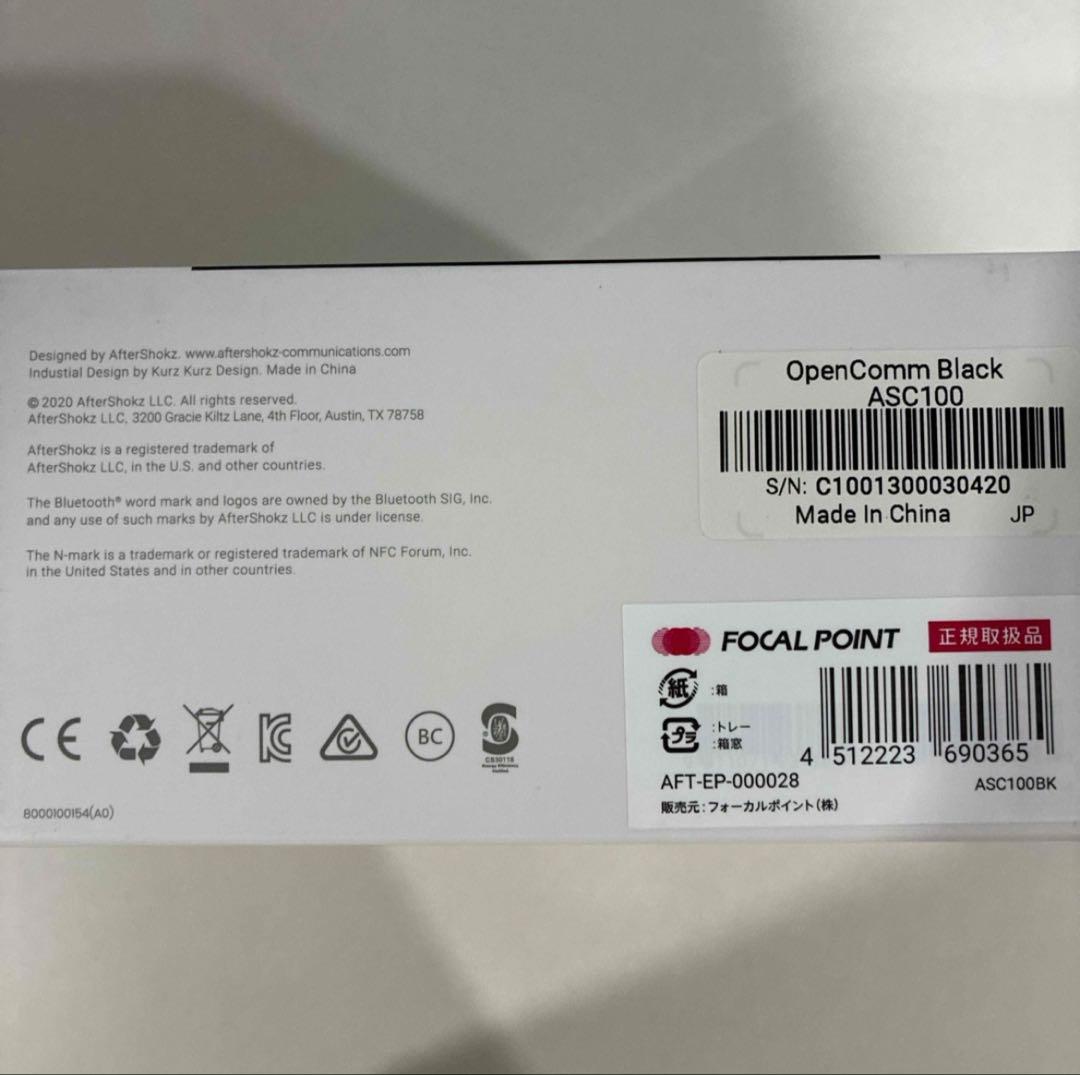 Designed by AfterShokz. www.aftershokz-communications.com
Industial Design by Kurz Kurz Design. Made in China
© 2020 AfterShokz LLC. All rights reserved.
AfterShokz LLC, 3200 Gracie Kiltz Lane, 4th Floor, Austin, TX 78758
AfterShokz is a registered trademark of
AfterShokz LLC, in the U.S. and other countries.
The Bluetooth® word mark and logos are owned by the Bluetooth SIG, Inc.
and any use of such marks by AfterShokz LLC is under license.
The N-mark is a trademark or registered trademark of NFC Forum, Inc.
in the United States and in other countries.
CE
BC
8000100154(A0)
OpenComm Black
ASC100
S/N: C1001300030420
Made In China JP
FOCAL POINT 正規取扱品
紙 :箱
プラ :トレー
:箱窓
4 512223 690365
AFT-EP-000028 ASC100BK
販売元:フォーカルポイント(株)